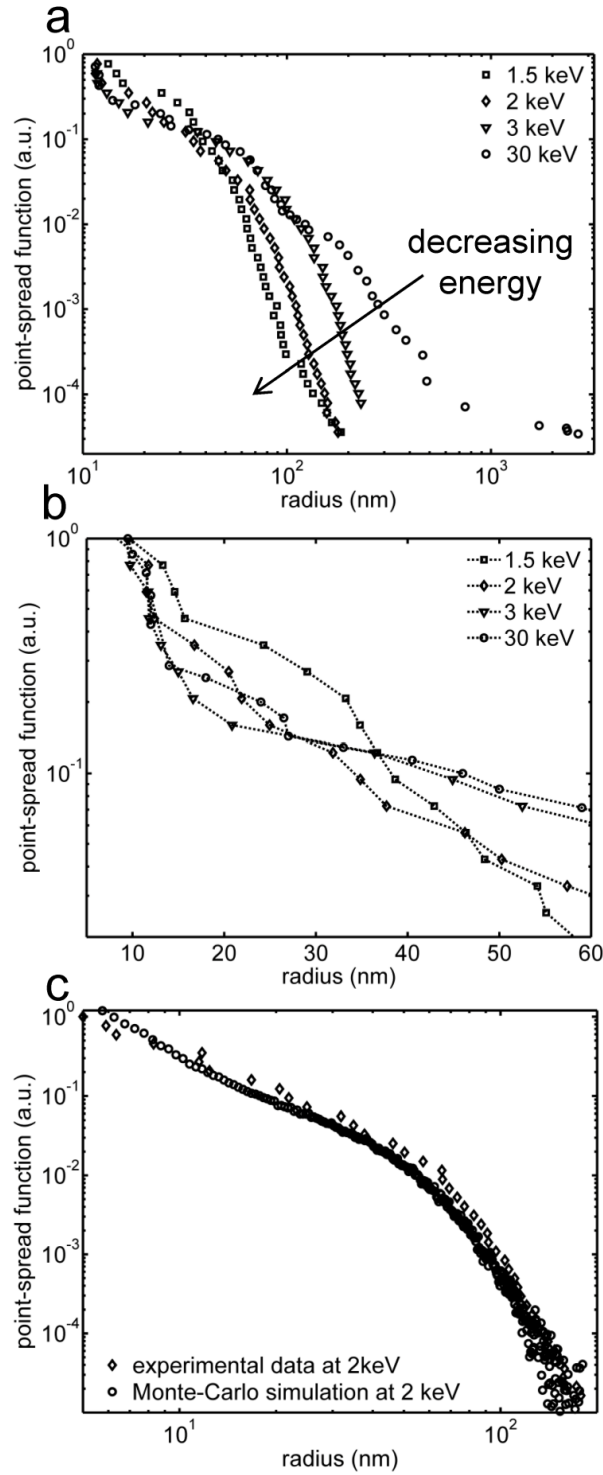 a
10^0
10^-1
10^-2
10^-3
10^-4
point-spread function (a.u.)
1.5 keV
2 keV
3 keV
30 keV
decreasing
energy
10^1
10^2
10^3
radius (nm)
b
10^0
10^-1
point-spread function (a.u.)
1.5 keV
2 keV
3 keV
30 keV
10
20
30
40
50
60
radius (nm)
c
10^0
10^-1
10^-2
10^-3
10^-4
point-spread function (a.u.)
experimental data at 2keV
Monte-Carlo simulation at 2 keV
10^1
10^2
radius (nm)